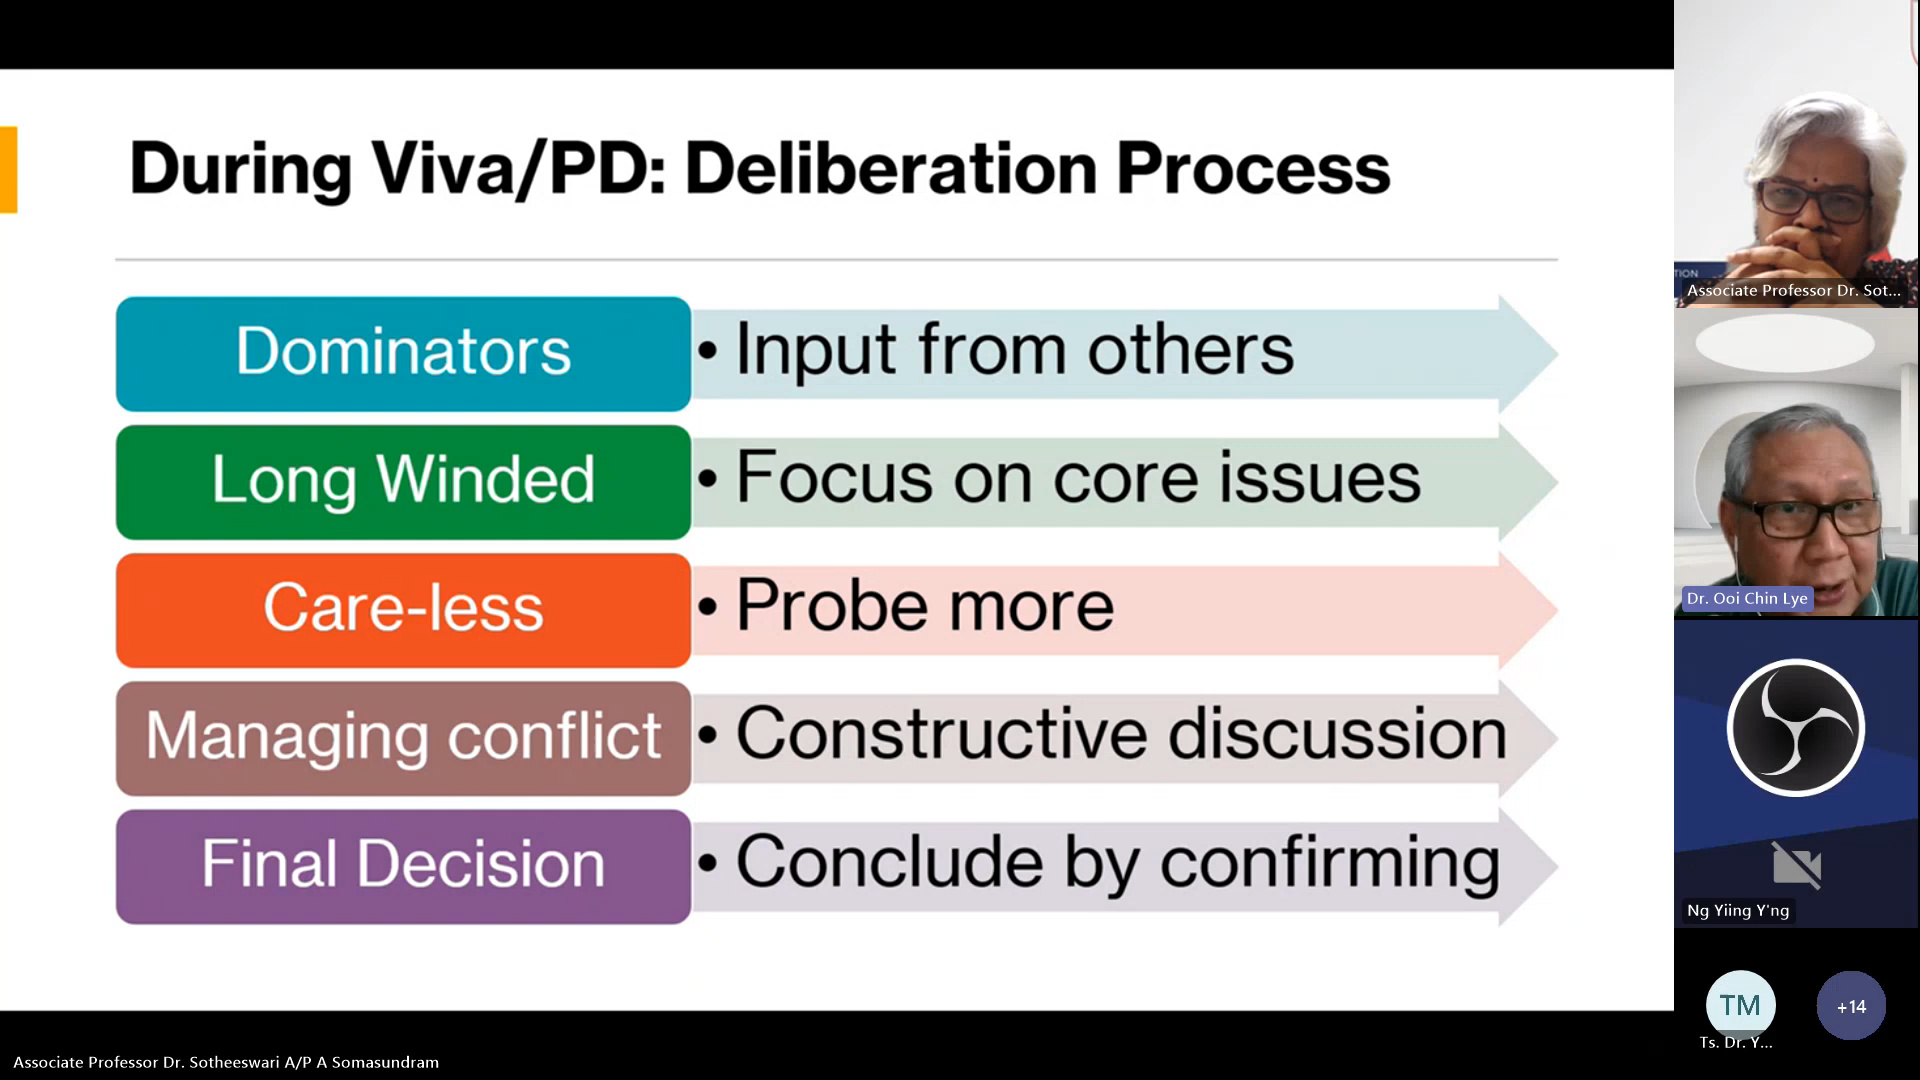 During Viva/PD: Deliberation Process
Dominators
• Input from others
Long Winded
• Focus on core issues
Care-less
• Probe more
Managing conflict
• Constructive discussion
Final Decision
• Conclude by confirming
TION
Associate Professor Dr. Sot...
Dr. Ooi Chin Lye
Ng Yiing Y'ng
TM
+14
Ts. Dr. Y...
Associate Professor Dr. Sotheeswari A/P A Somasundram